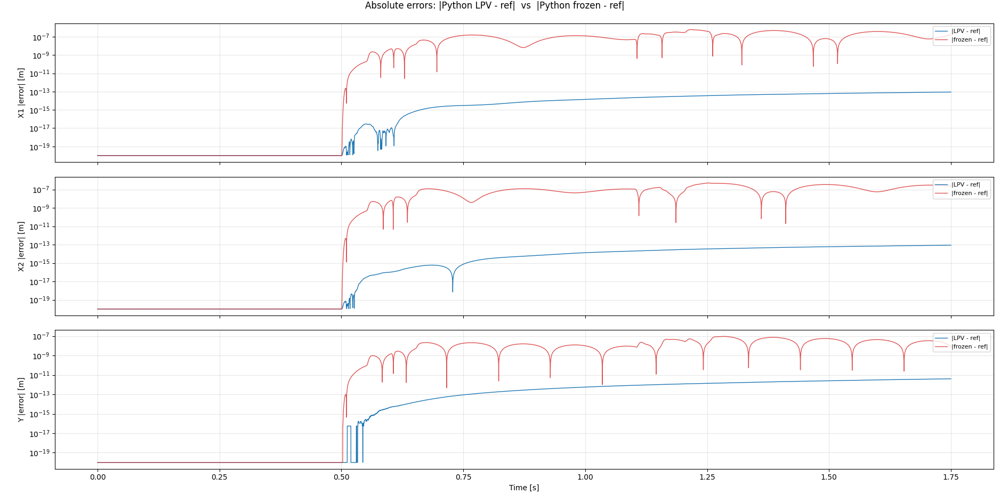 Absolute errors: |Python LPV - ref|  vs  |Python frozen - ref|
X1 |error| [m]
10⁻⁷
10⁻⁹
10⁻¹¹
10⁻¹³
10⁻¹⁵
10⁻¹⁷
10⁻¹⁹
|LPV - ref|
|frozen - ref|
X2 |error| [m]
10⁻⁷
10⁻⁹
10⁻¹¹
10⁻¹³
10⁻¹⁵
10⁻¹⁷
10⁻¹⁹
|LPV - ref|
|frozen - ref|
Y |error| [m]
10⁻⁷
10⁻⁹
10⁻¹¹
10⁻¹³
10⁻¹⁵
10⁻¹⁷
10⁻¹⁹
|LPV - ref|
|frozen - ref|
0.00 0.25 0.50 0.75 1.00 1.25 1.50 1.75
Time [s]